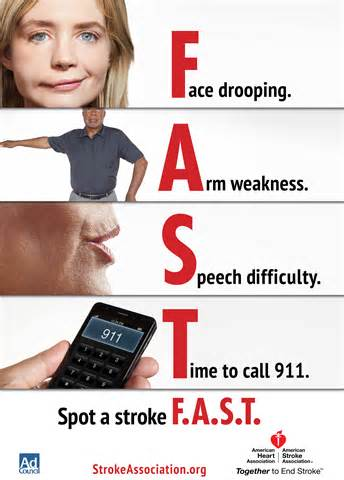 Face drooping.
Arm weakness.
911
Speech difficulty.
Time to call 911.
Spot a stroke F.A.S.T.
Ad
Council
StrokeAssociation.org
American
Heart
Association
American
Stroke
Association
Together to End Stroke™